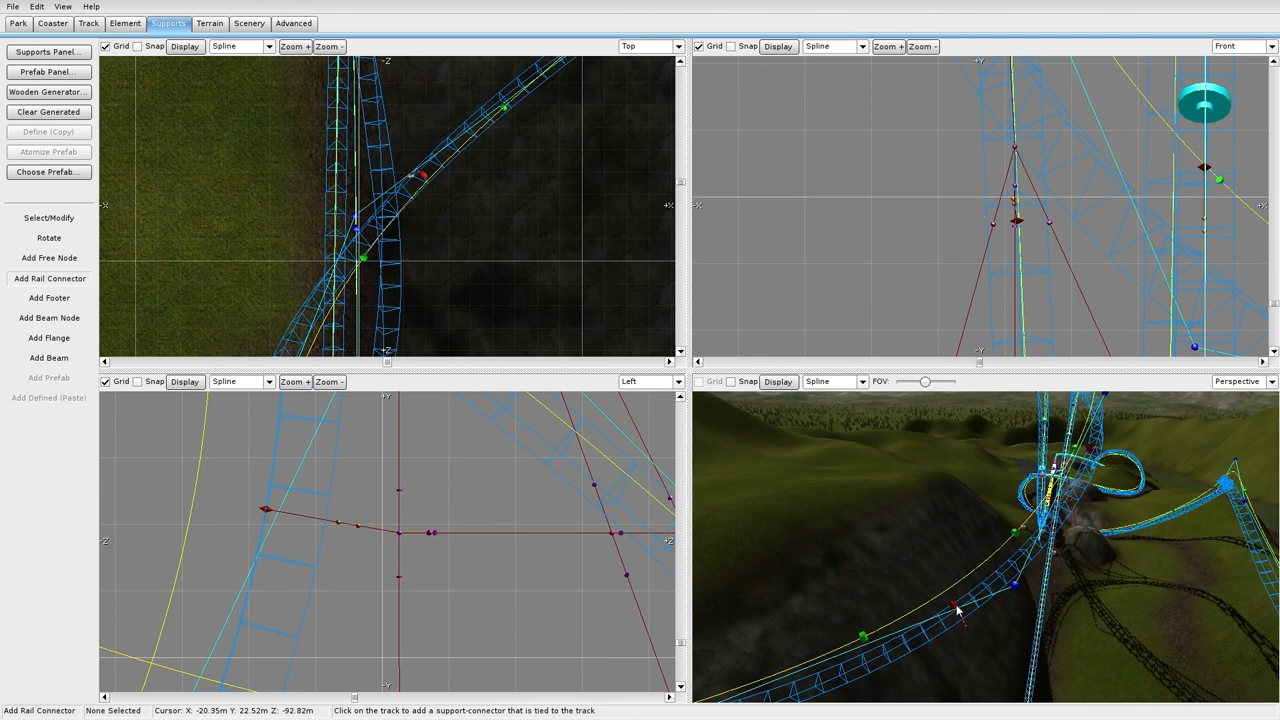 File Edit View Help
Park Coaster Track Element Supports Terrain Scenery Advanced
Supports Panel...
Prefab Panel...
Wooden Generator...
Clear Generated
Define (Copy)
Atomize Prefab
Choose Prefab...
Select/Modify
Rotate
Add Free Node
Add Rail Connector
Add Footer
Add Beam Node
Add Flange
Add Beam
Add Prefab
Add Defined (Paste)
Grid Snap Display Spline Zoom + Zoom - Top
-Z
-X
+X
+Z
Grid Snap Display Spline Zoom + Zoom - Front
+Y
-X
+X
-Y
Grid Snap Display Spline Zoom + Zoom - Left
+Y
-Z
+Z
-Y
Grid Snap Display Spline FOV: Perspective
Add Rail Connector None Selected Cursor: X: -20.35m Y: 22.52m Z: -92.82m Click on the track to add a support-connector that is tied to the track